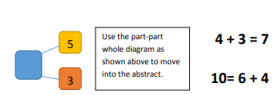 5
3
Use the part-part
whole diagram as
shown above to move
into the abstract.
4 + 3 = 7
10= 6 + 4